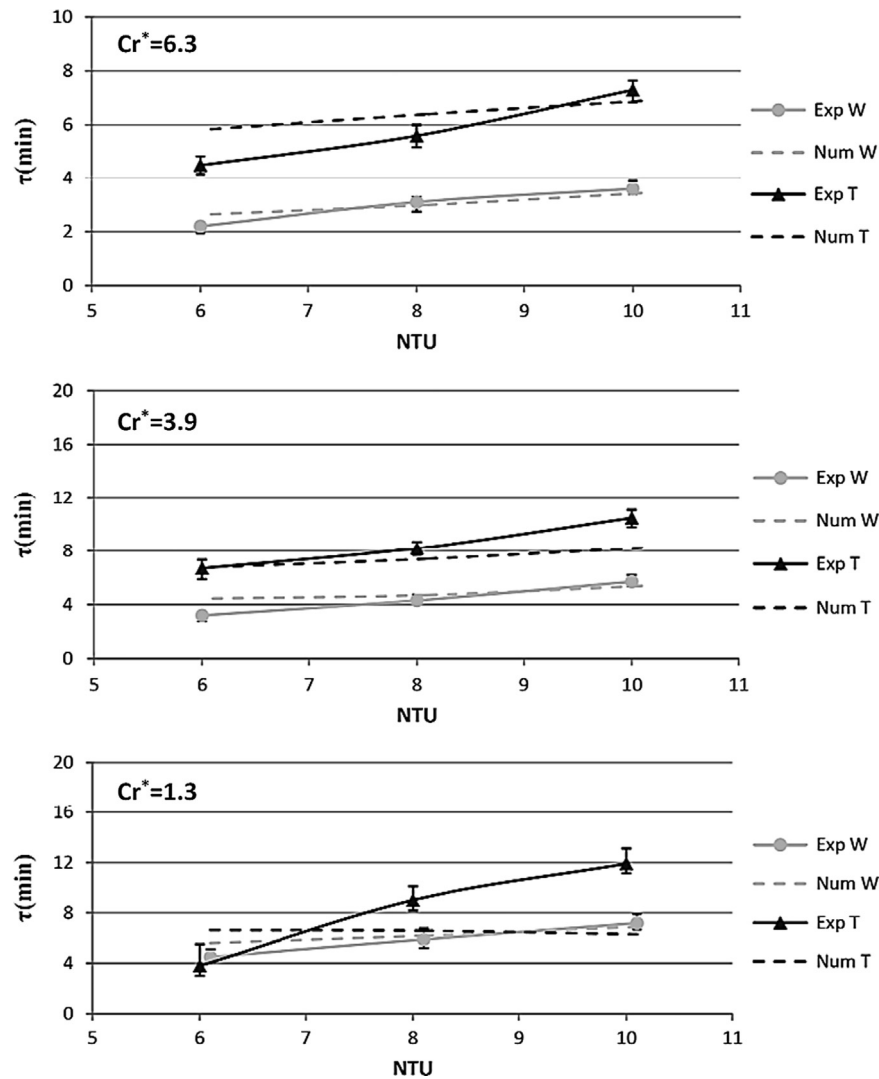 10
8
6
4
2
0
τ(min)
Cr*=6.3
5 6 7 8 9 10 11
NTU
Exp W
Num W
Exp T
Num T
20
16
12
8
4
0
τ(min)
Cr*=3.9
5 6 7 8 9 10 11
NTU
Exp W
Num W
Exp T
Num T
20
16
12
8
4
0
τ(min)
Cr*=1.3
5 6 7 8 9 10 11
NTU
Exp W
Num W
Exp T
Num T